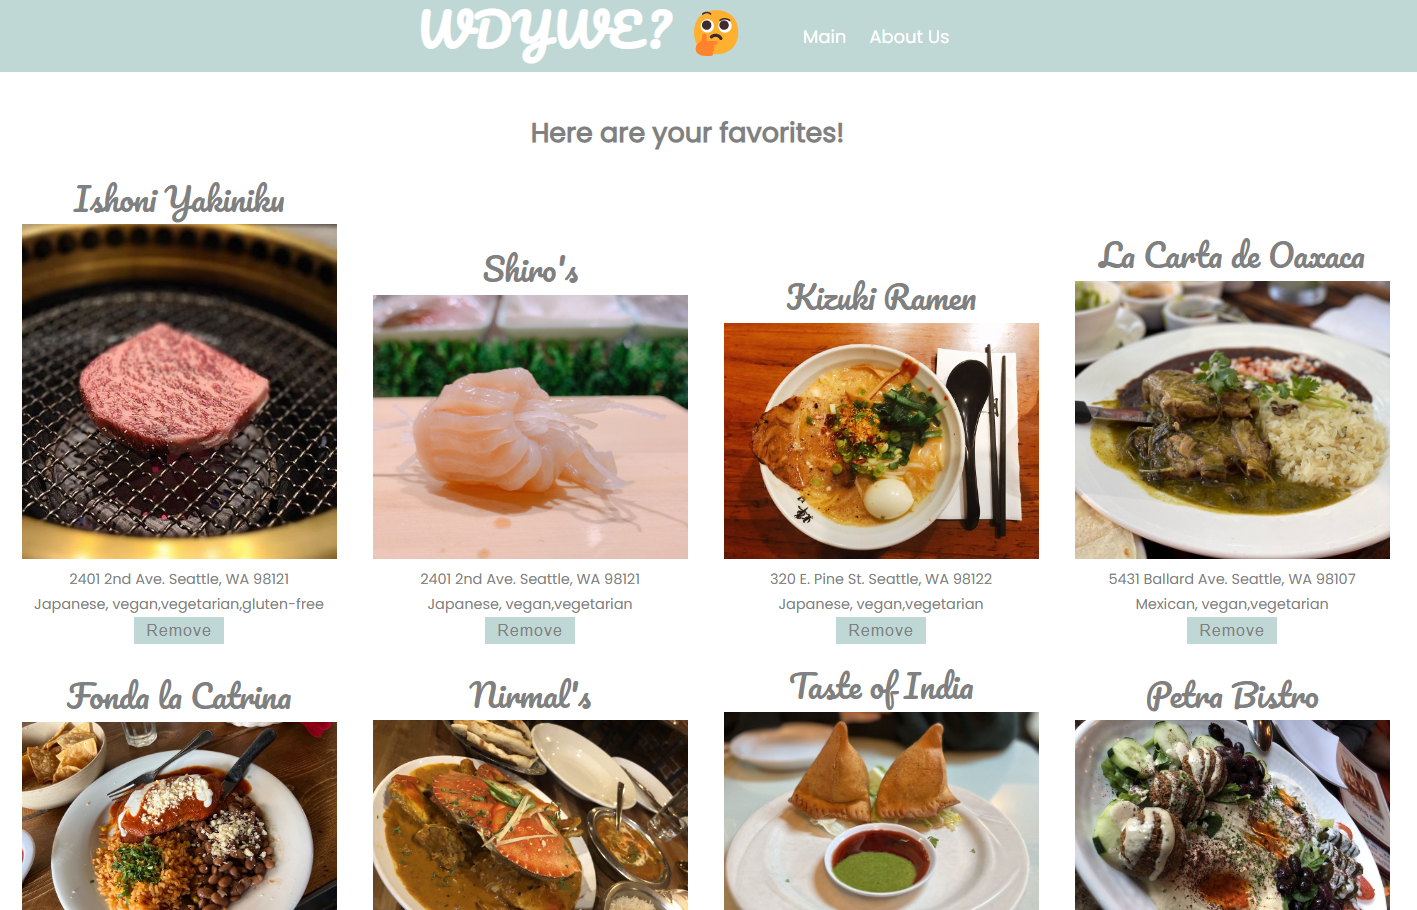 WDYWE?
Main About Us
Here are your favorites!
Ishoni Yakiniku
2401 2nd Ave. Seattle, WA 98121
Japanese, vegan,vegetarian,gluten-free
Remove
Shiro's
2401 2nd Ave. Seattle, WA 98121
Japanese, vegan,vegetarian
Remove
Kizuki Ramen
320 E. Pine St. Seattle, WA 98122
Japanese, vegan,vegetarian
Remove
La Carta de Oaxaca
5431 Ballard Ave. Seattle, WA 98107
Mexican, vegan,vegetarian
Remove
Fonda la Catrina
Nirmal's
Taste of India
Petra Bistro